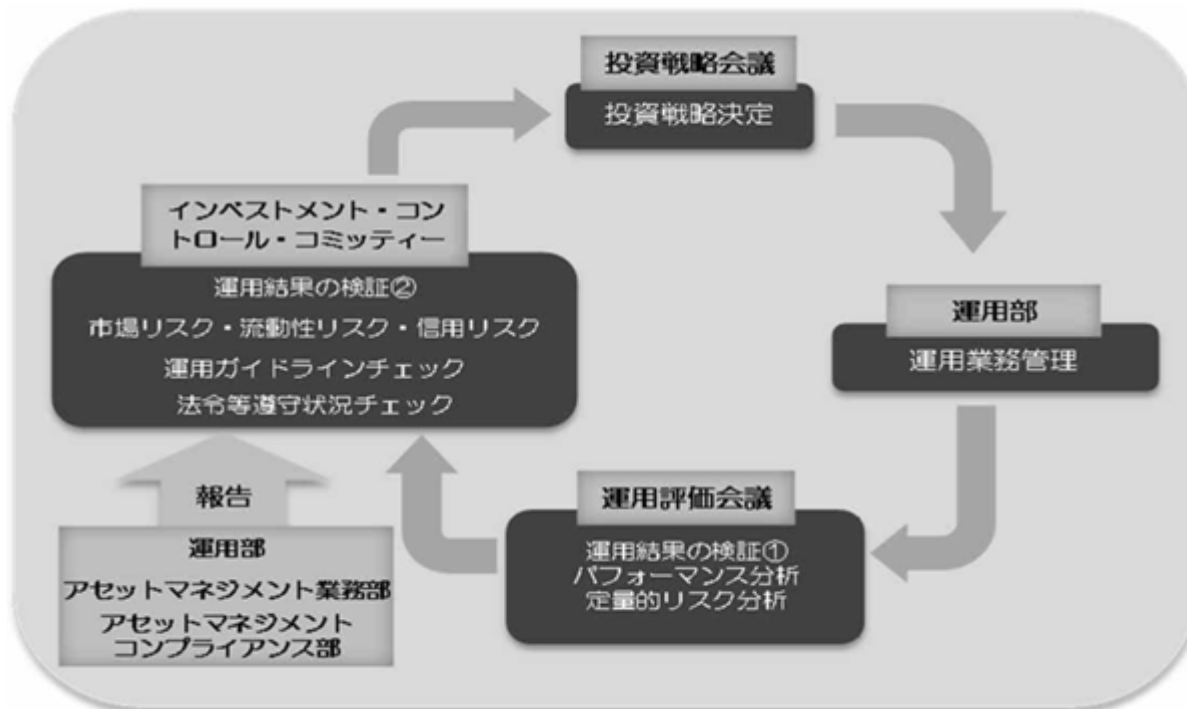 投資戦略会議
投資戦略決定
インベストメント・コン
トロール・コミッティー
運用結果の検証②
市場リスク・流動性リスク・信用リスク
運用ガイドラインチェック
法令等遵守状況チェック
運用部
運用業務管理
運用評価会議
運用結果の検証①
パフォーマンス分析
定量的リスク分析
報告
運用部
アセットマネジメント業務部
アセットマネジメント
コンプライアンス部